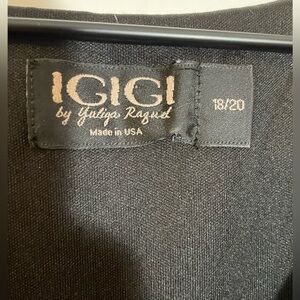 IGIGI
by Yuliya Raquel
Made in USA
18/20